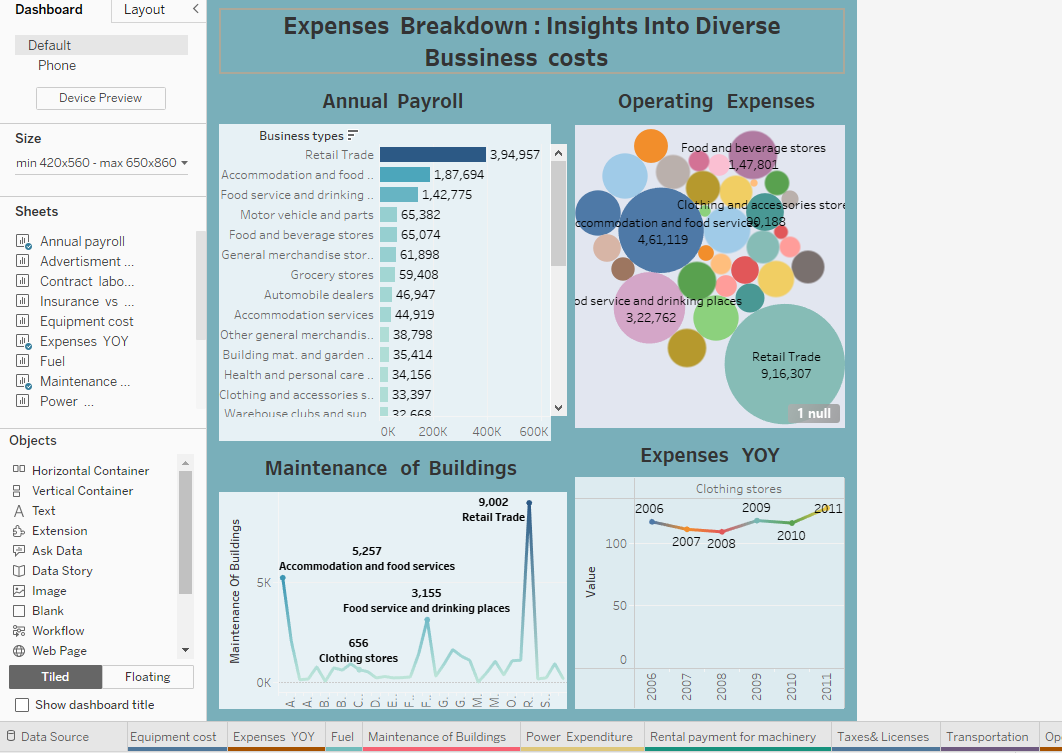 Dashboard
Layout
<
Default
Phone
Device Preview
Size
min 420x560 - max 650x860
Sheets
Annual payroll
Advertisment ...
Contract labo...
Insurance vs ...
Equipment cost
Expenses YOY
Fuel
Maintenance ...
Power ...
Objects
Horizontal Container
Vertical Container
Text
Extension
Ask Data
Data Story
Image
Blank
Workflow
Web Page
Tiled
Floating
Show dashboard title
Expenses Breakdown : Insights Into Diverse
Bussiness costs
Annual Payroll
Business types
Retail Trade 3,94,957
Accommodation and food .. 1,87,694
Food service and drinking .. 1,42,775
Motor vehicle and parts 65,382
Food and beverage stores 65,074
General merchandise stor.. 61,898
Grocery stores 59,408
Automobile dealers 46,947
Accommodation services 44,919
Other general merchandis.. 38,798
Building mat. and garden .. 35,414
Health and personal care .. 34,156
Clothing and accessories s.. 33,397
Warehouse clubs and sup.. 32,668
0K 200K 400K 600K
Operating Expenses
Food and beverage stores
1,47,801
Clothing and accessories store
90,188
ccommodation and food services
4,61,119
od service and drinking places
3,22,762
Retail Trade
9,16,307
1 null
Maintenance of Buildings
Maintenance Of Buildings
5K
0K
9,002
Retail Trade
5,257
Accommodation and food services
3,155
Food service and drinking places
656
Clothing stores
A.. A.. B.. B.. C.. D.. E.. F.. F.. G.. G.. M.. M.. O.. R.. S..
Expenses YOY
Clothing stores
Value
100
50
0
2006 2007 2008 2009 2010 2011
2006 2007 2008 2009 2010 2011
Data Source
Equipment cost
Expenses YOY
Fuel
Maintenance of Buildings
Power Expenditure
Rental payment for machinery
Taxes& Licenses
Transportation
Op